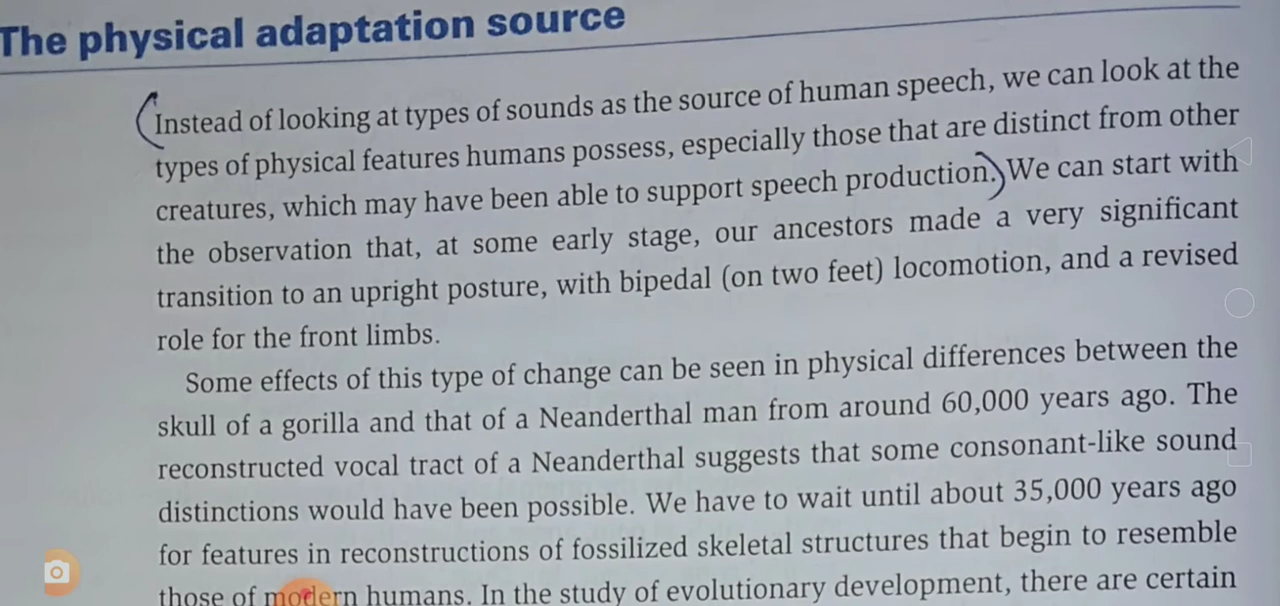 The physical adaptation source
Instead of looking at types of sounds as the source of human speech, we can look at the
types of physical features humans possess, especially those that are distinct from other
creatures, which may have been able to support speech production. We can start with
the observation that, at some early stage, our ancestors made a very significant
transition to an upright posture, with bipedal (on two feet) locomotion, and a revised
role for the front limbs.
Some effects of this type of change can be seen in physical differences between the
skull of a gorilla and that of a Neanderthal man from around 60,000 years ago. The
reconstructed vocal tract of a Neanderthal suggests that some consonant-like sound
distinctions would have been possible. We have to wait until about 35,000 years ago
for features in reconstructions of fossilized skeletal structures that begin to resemble
those of modern humans. In the study of evolutionary development, there are certain